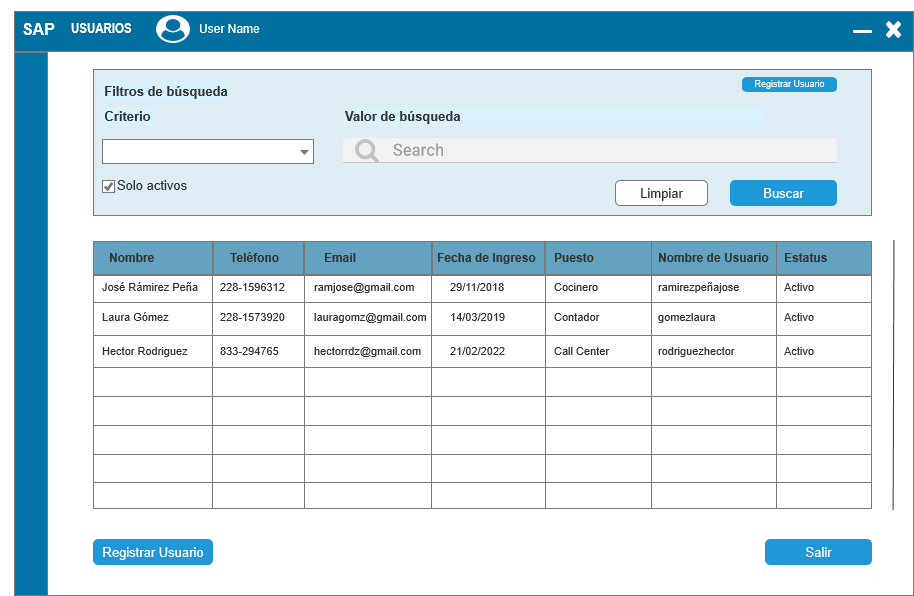 SAP USUARIOS User Name
Filtros de búsqueda Registrar Usuario
Criterio Valor de búsqueda
Search
Solo activos
Limpiar Buscar
Nombre Teléfono Email Fecha de Ingreso Puesto Nombre de Usuario Estatus
José Rámirez Peña 228-1596312 ramjose@gmail.com 29/11/2018 Cocinero ramirezpeñajose Activo
Laura Gómez 228-1573920 lauragomz@gmail.com 14/03/2019 Contador gomezlaura Activo
Hector Rodriguez 833-294765 hectorrdz@gmail.com 21/02/2022 Call Center rodriguezhector Activo
Registrar Usuario Salir